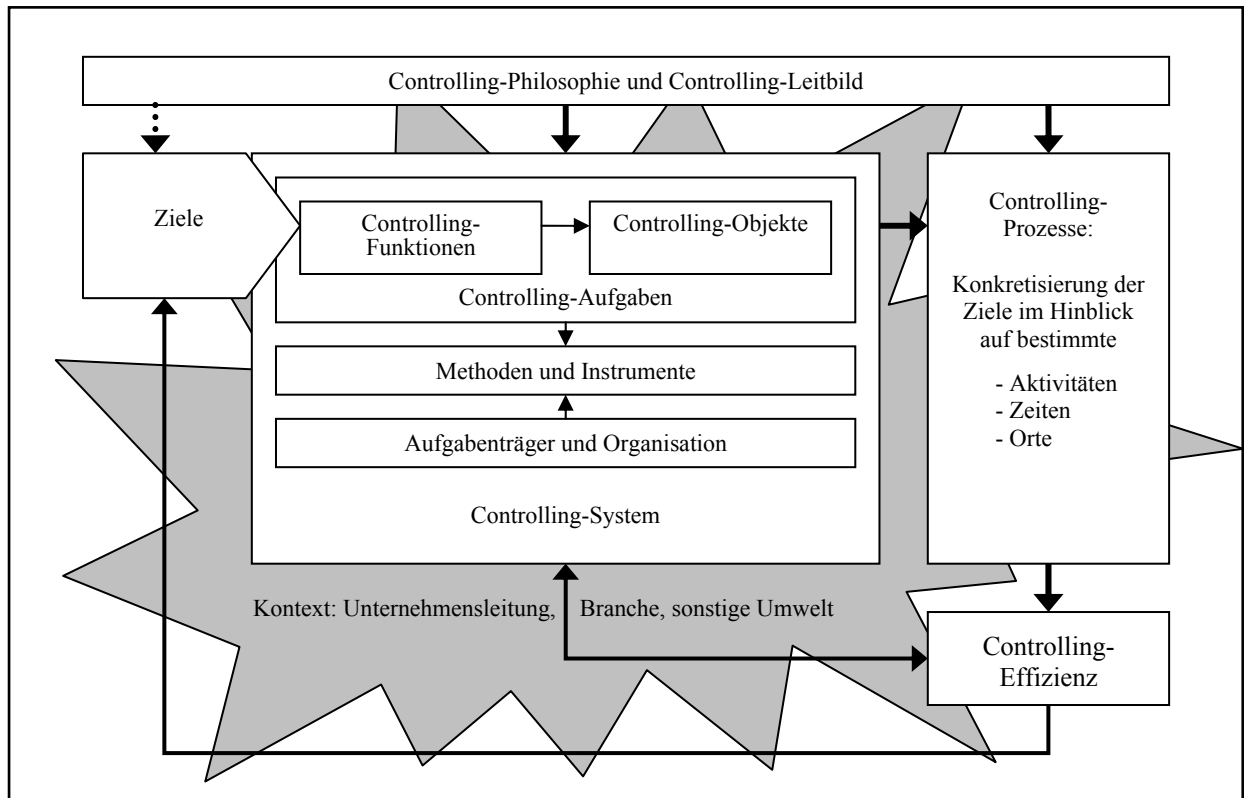 Controlling-Philosophie und Controlling-Leitbild
Ziele
Controlling-
Funktionen
Controlling-Objekte
Controlling-Aufgaben
Methoden und Instrumente
Aufgabenträger und Organisation
Controlling-System
Controlling-
Prozesse:
Konkretisierung der
Ziele im Hinblick
auf bestimmte
- Aktivitäten
- Zeiten
- Orte
Kontext: Unternehmensleitung, Branche, sonstige Umwelt
Controlling-
Effizienz